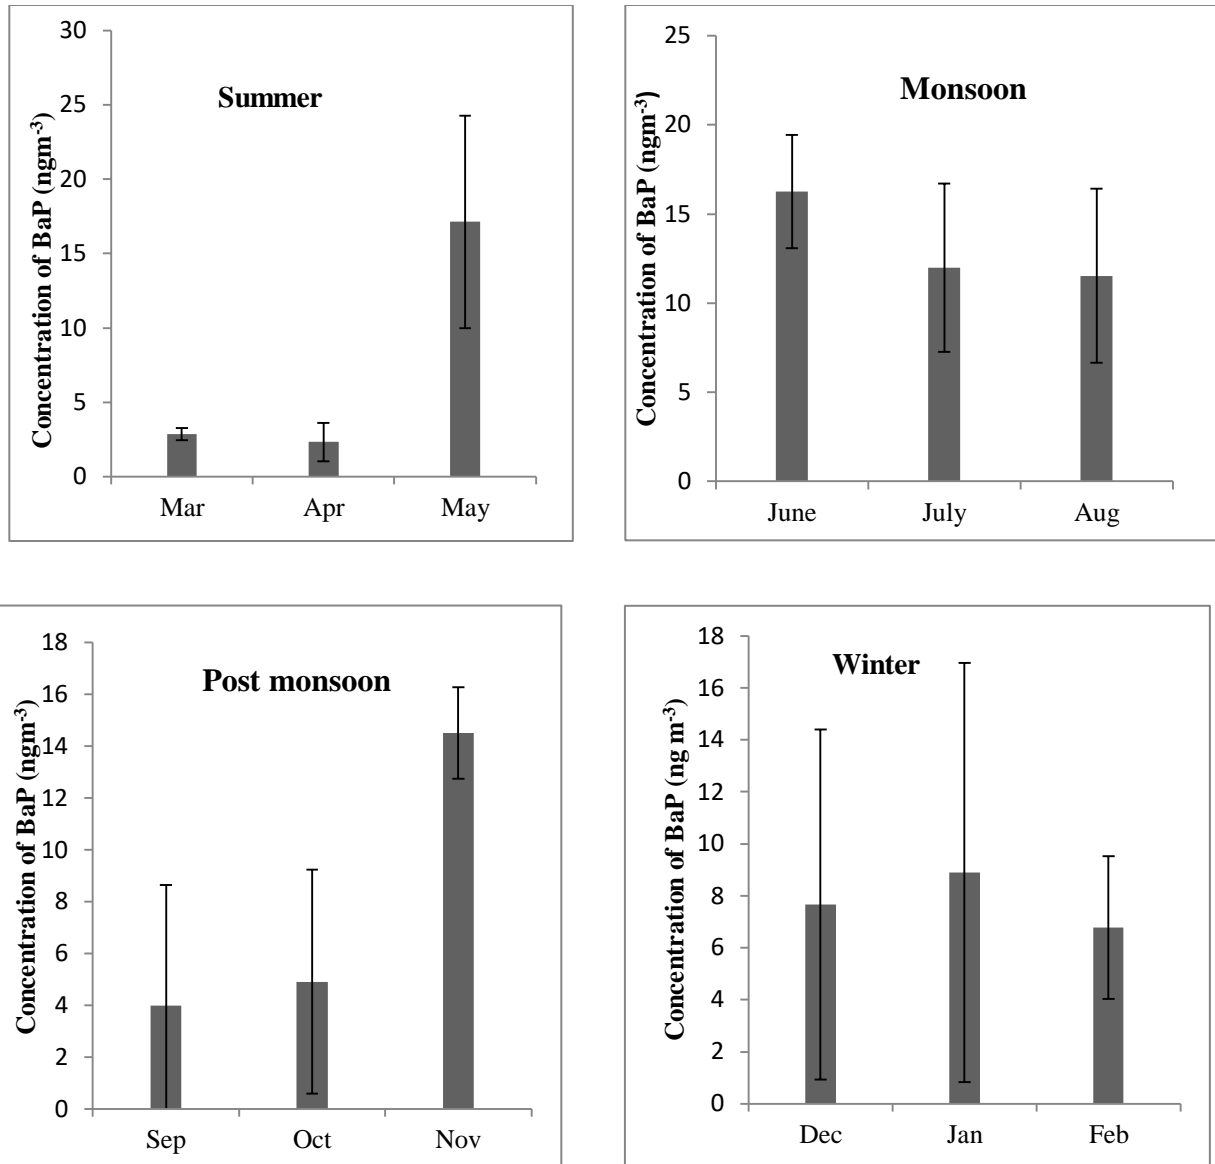 Summer
Concentration of BaP (ngm-3)
30
25
20
15
10
5
0
Mar Apr May
Monsoon
Concentration of BaP (ngm-3)
25
20
15
10
5
0
June July Aug
Post monsoon
Concentration of BaP (ngm-3)
18
16
14
12
10
8
6
4
2
0
Sep Oct Nov
Winter
Concentration of BaP (ng m-3)
18
16
14
12
10
8
6
4
2
0
Dec Jan Feb